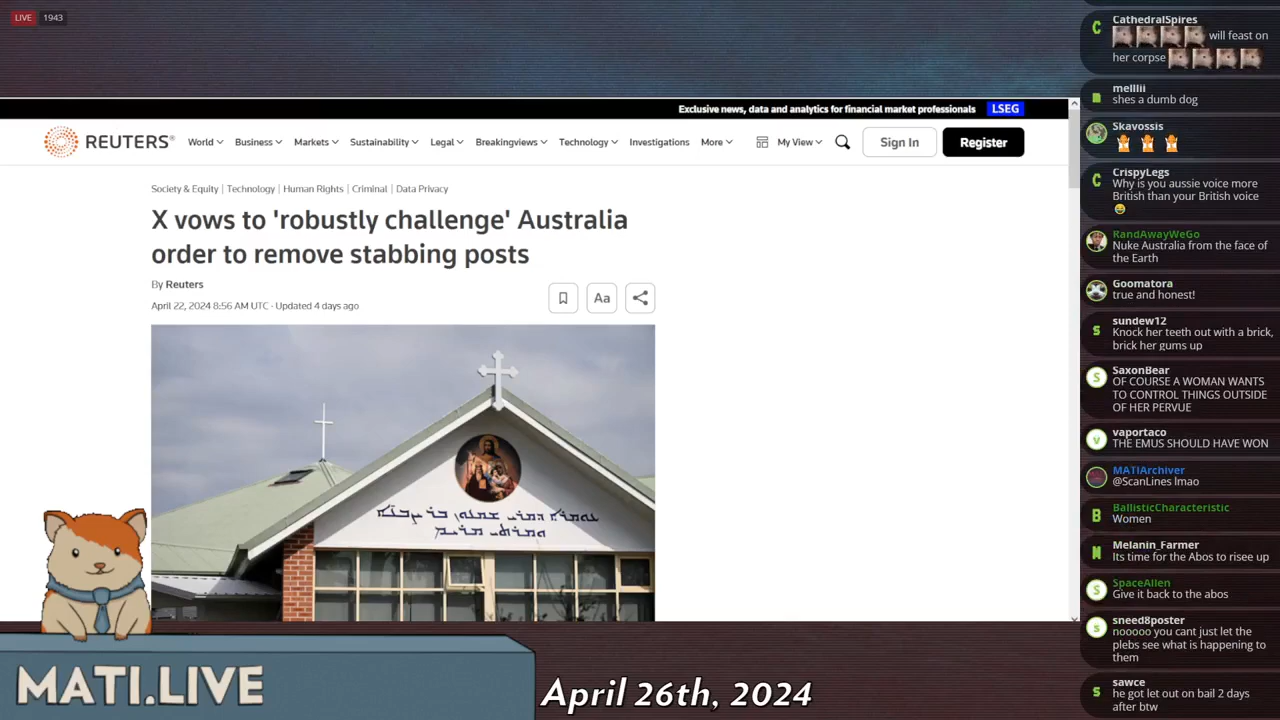 LIVE 1943
Exclusive news, data and analytics for financial market professionals LSEG
REUTERS®
World Business Markets Sustainability Legal Breakingviews Technology Investigations More My View Sign In Register
Society & Equity | Technology | Human Rights | Criminal | Data Privacy
X vows to 'robustly challenge' Australia
order to remove stabbing posts
By Reuters
April 22, 2024 8:56 AM UTC · Updated 4 days ago
Aa
MATI.LIVE
April 26th, 2024
C CathedralSpires
will feast on
her corpse
melllii
shes a dumb dog
Skavossis
C CrispyLegs
Why is you aussie voice more
British than your British voice
RandAwayWeGo
Nuke Australia from the face of
the Earth
Goomatora
true and honest!
s sundew12
Knock her teeth out with a brick,
brick her gums up
S SaxonBear
OF COURSE A WOMAN WANTS
TO CONTROL THINGS OUTSIDE
OF HER PERVUE
v vaportaco
THE EMUS SHOULD HAVE WON
MATIArchiver
@ScanLines lmao
B BallisticCharacteristic
Women
N Melanin_Farmer
Its time for the Abos to risee up
S SpaceAlien
Give it back to the abos
s sneed8poster
nooooo you cant just let the
plebs see what is happening to
them
s sawce
he got let out on bail 2 days
after btw